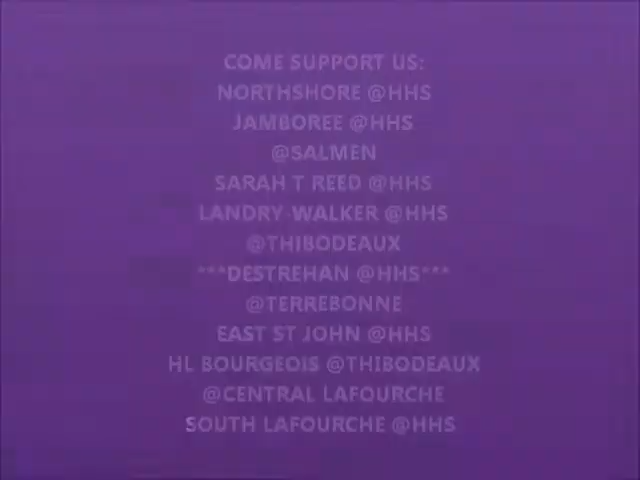 COME SUPPORT US:
NORTHSHORE @HHS
JAMBOREE @HHS
@SALMEN
SARAH T REED @HHS
LANDRY-WALKER @HHS
@THIBODEAUX
***DESTREHAN @HHS***
@TERREBONNE
EAST ST JOHN @HHS
HL BOURGEOIS @THIBODEAUX
@CENTRAL LAFOURCHE
SOUTH LAFOURCHE @HHS